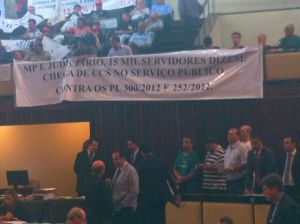 MP E JUDICIÁRIO, 15 MIL SERVIDORES DIZEM:
CHEGA DE CCS NO SERVIÇO PÚBLICO
CONTRA OS PL 300/2012 E 252/2012.